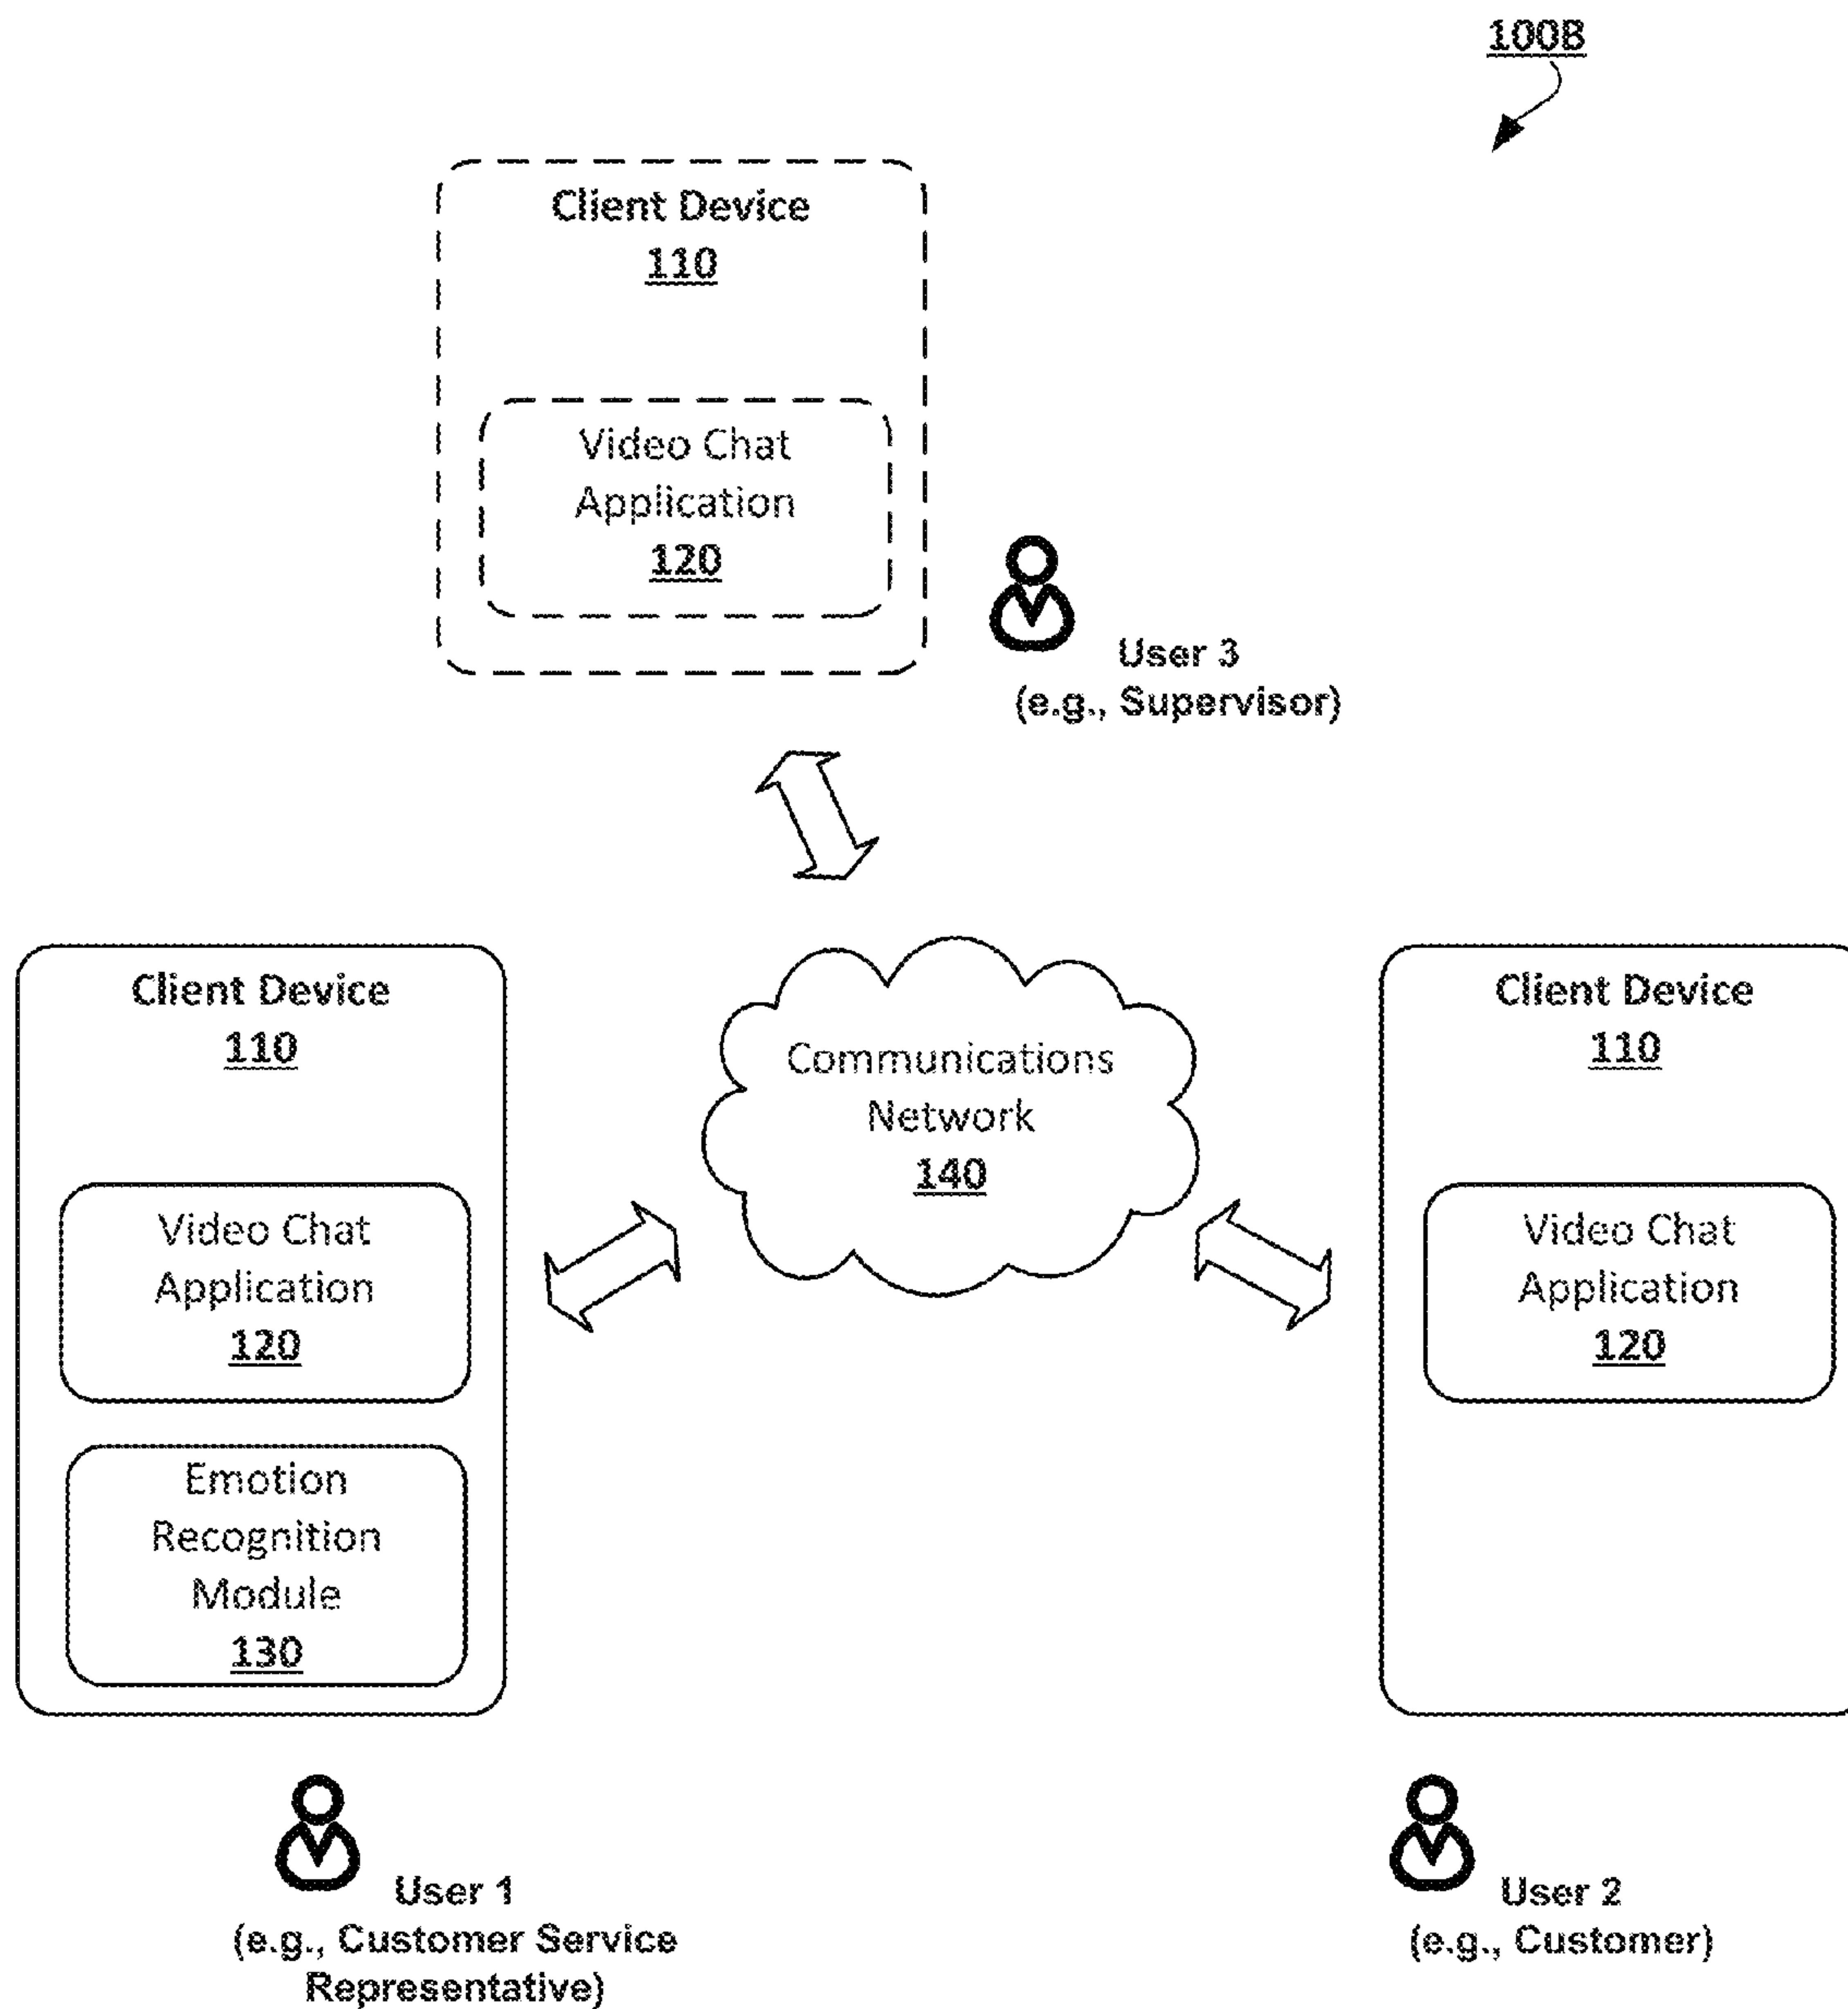 100B
Client Device
110
Video Chat
Application
120
User 3
(e.g., Supervisor)
Client Device
110
Video Chat
Application
120
Emotion
Recognition
Module
130
Communications
Network
140
Client Device
110
Video Chat
Application
120
User 1
(e.g., Customer Service
Representative)
User 2
(e.g., Customer)